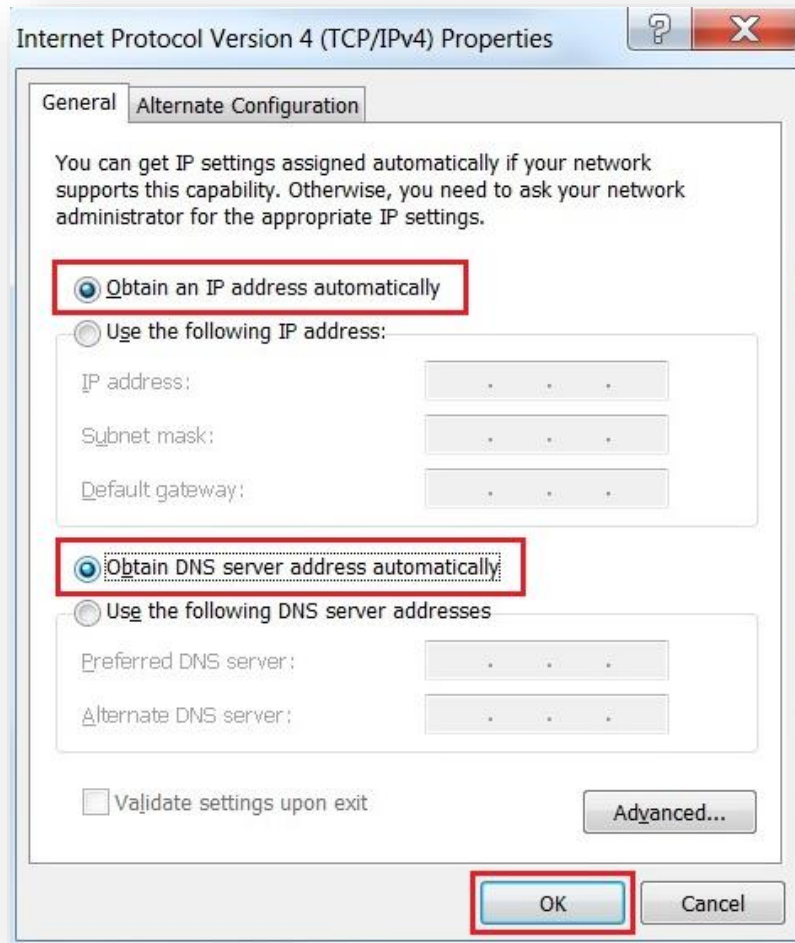 Internet Protocol Version 4 (TCP/IPv4) Properties
General
Alternate Configuration
You can get IP settings assigned automatically if your network
supports this capability. Otherwise, you need to ask your network
administrator for the appropriate IP settings.
Obtain an IP address automatically
Use the following IP address:
IP address:
Subnet mask:
Default gateway:
Obtain DNS server address automatically
Use the following DNS server addresses
Preferred DNS server:
Alternate DNS server:
Validate settings upon exit
Advanced...
OK
Cancel